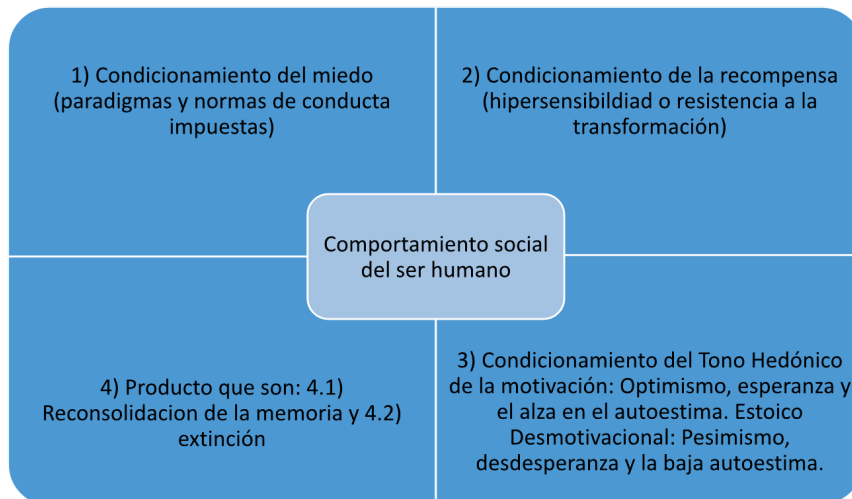 1) Condicionamiento del miedo
(paradigmas y normas de conducta
impuestas)
2) Condicionamiento de la recompensa
(hipersensibildiad o resistencia a la
transformación)
Comportamiento social
del ser humano
4) Producto que son: 4.1)
Reconsolidacion de la memoria y 4.2)
extinción
3) Condicionamiento del Tono Hedónico
de la motivación: Optimismo, esperanza y
el alza en el autoestima. Estoico
Desmotivacional: Pesimismo,
desdesperanza y la baja autoestima.